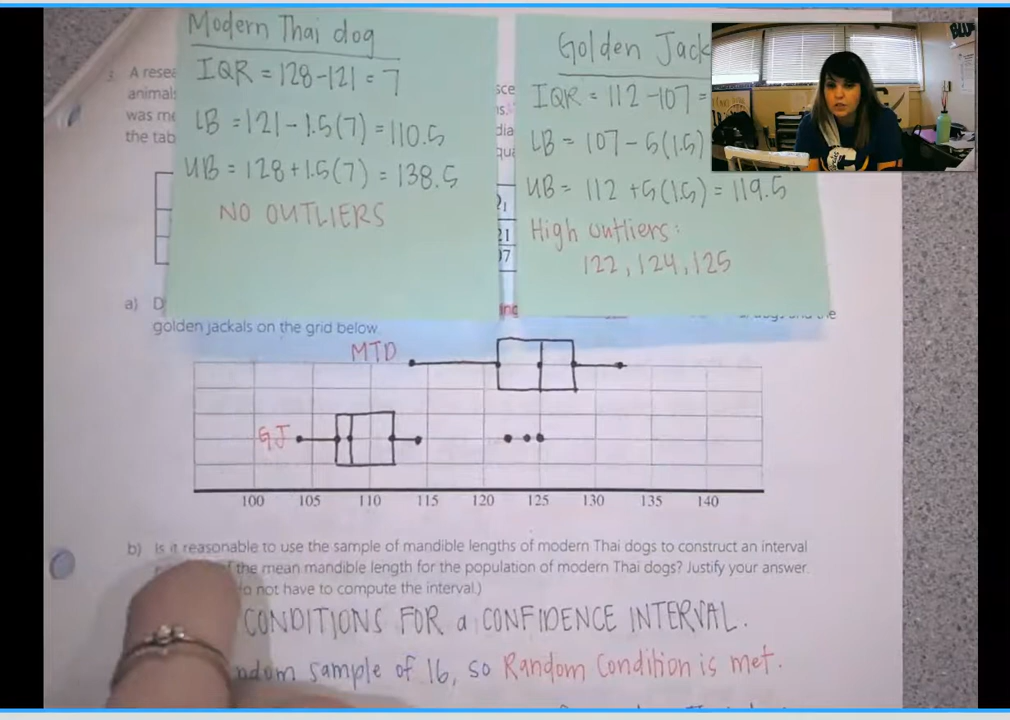 Modern Thai dog
IQR = 128-121 = 7
LB = 121 - 1.5(7) = 110.5
UB = 128 + 1.5(7) = 138.5
NO OUTLIERS
Golden Jack
IQR = 112 - 107 =
LB = 107 - 5(1.5)
UB = 112 + 5(1.5) = 119.5
High outliers:
122, 124, 125
3. A resea
animals
was me
the tab
a) D
golden jackals on the grid below.
MTD
GJ
100 105 110 115 120 125 130 135 140
b) Is it reasonable to use the sample of mandible lengths of modern Thai dogs to construct an interval
the mean mandible length for the population of modern Thai dogs? Justify your answer.
not have to compute the interval.)
CONDITIONS FOR a CONFIDENCE INTERVAL.
ndom sample of 16, so Random Condition is met.